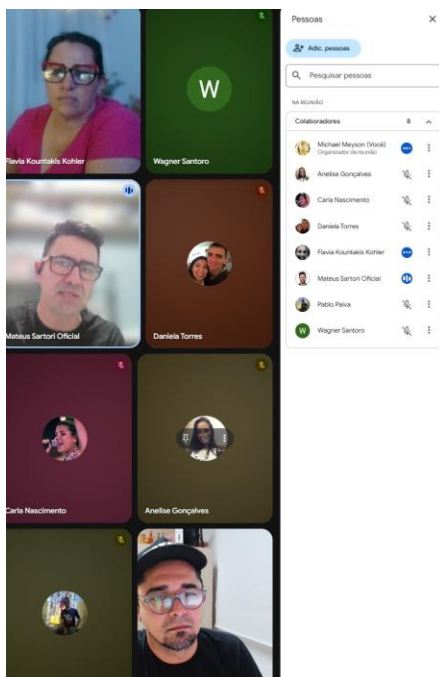 Flavia Kountakis Kohler
W
Wagner Santoro
Mateus Sartori Oficial
Daniela Torres
Carla Nascimento
Anelise Gonçalves
Pessoas
Adic. pessoas
Pesquisar pessoas
NA REUNIÃO
Colaboradores 8
Michael Meyson (Você)
Organizador da reunião
Anelise Gonçalves
Carla Nascimento
Daniela Torres
Flavia Kountakis Kohler
Mateus Sartori Oficial
Pablo Paiva
W Wagner Santoro